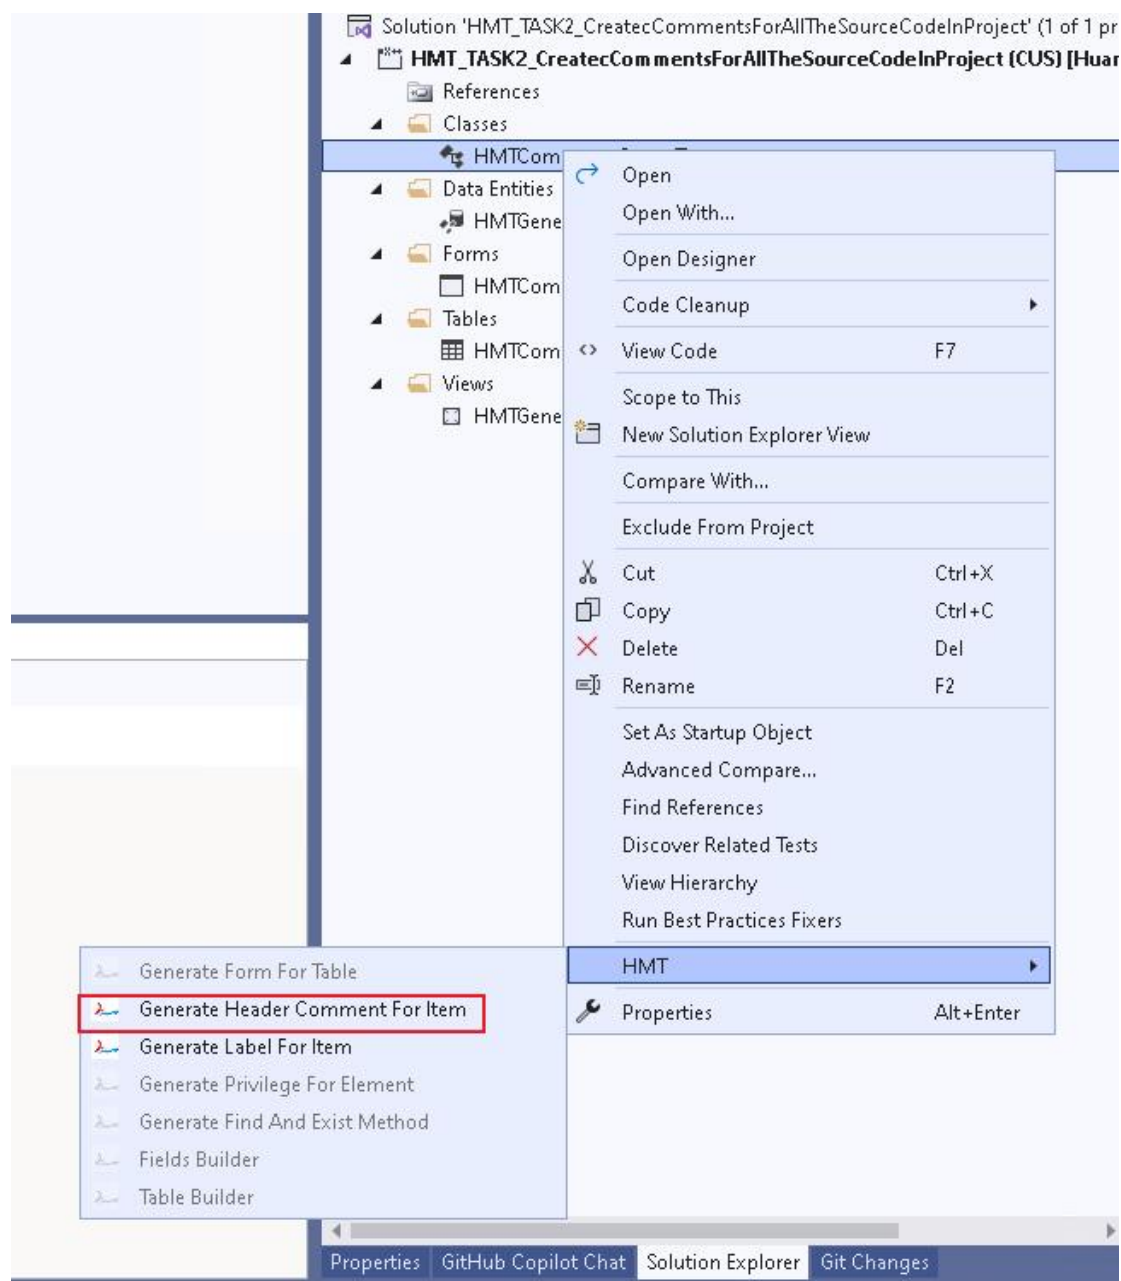 Solution 'HMT_TASK2_CreatecCommentsForAllTheSourceCodeInProject' (1 of 1 pr
HMT_TASK2_CreatecCommentsForAllTheSourceCodeInProject (CUS) [Huar
References
Classes
HMTCom
Data Entities
HMTGene
Forms
HMTCom
Tables
HMTCom
Views
HMTGene
Open
Open With...
Open Designer
Code Cleanup
View Code F7
Scope to This
New Solution Explorer View
Compare With...
Exclude From Project
Cut Ctrl+X
Copy Ctrl+C
Delete Del
Rename F2
Set As Startup Object
Advanced Compare...
Find References
Discover Related Tests
View Hierarchy
Run Best Practices Fixers
HMT
Properties Alt+Enter
Generate Form For Table
Generate Header Comment For Item
Generate Label For Item
Generate Privilege For Element
Generate Find And Exist Method
Fields Builder
Table Builder
Properties GitHub Copilot Chat Solution Explorer Git Changes